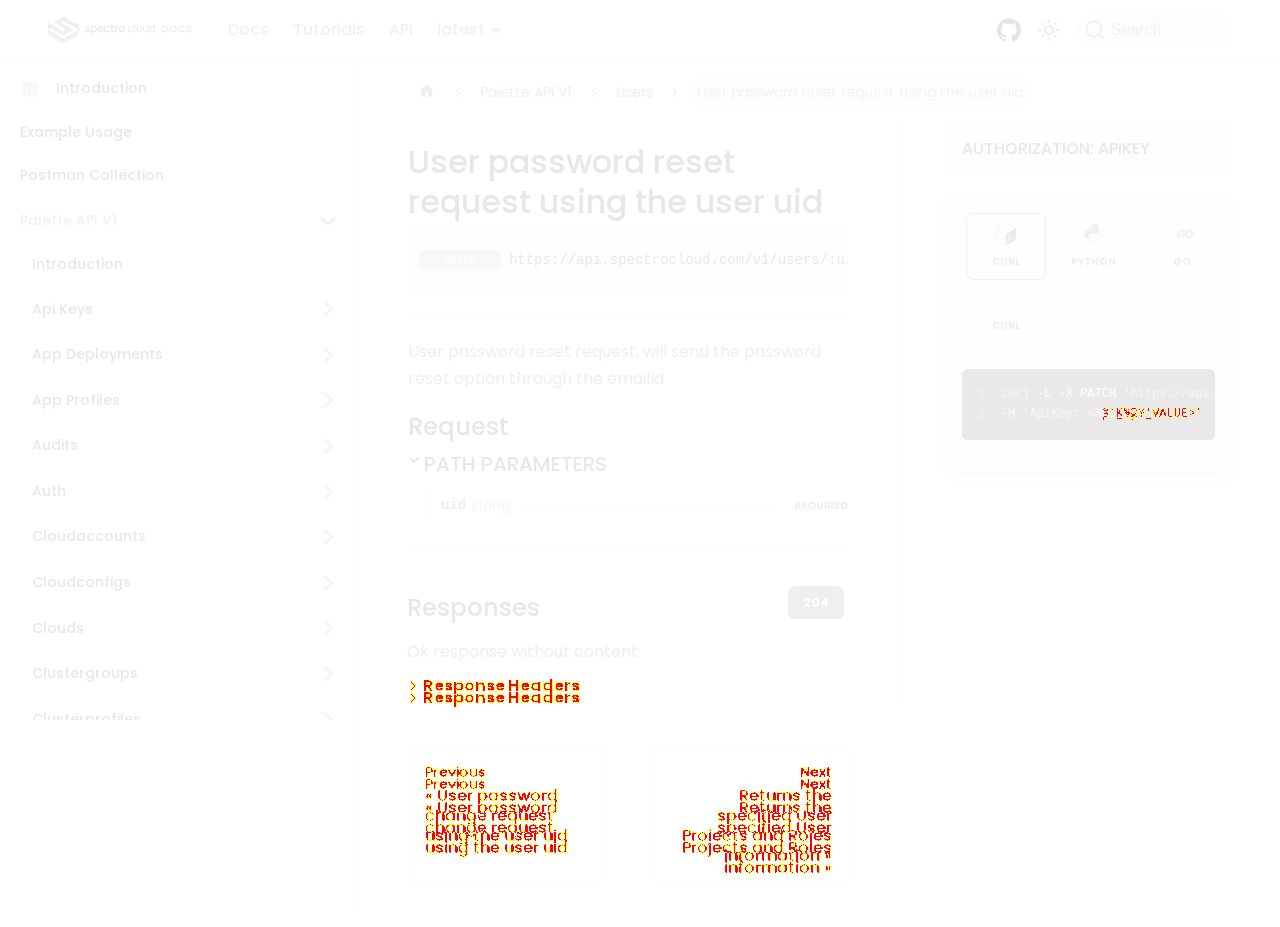 spectro cloud DOCS
Docs
Tutorials
API
latest
Search
Introduction
Example Usage
Postman Collection
Palette API V1
Introduction
Api Keys
App Deployments
App Profiles
Audits
Auth
Cloudaccounts
Cloudconfigs
Clouds
Clustergroups
Clusterprofiles
Palette API V1
Users
User password reset request using the user uid
User password reset
request using the user uid
PATCH https://api.spectrocloud.com/v1/users/:ui
User password reset request, will send the password
reset option through the emailId
Request
PATH PARAMETERS
uid string REQUIRED
Responses
204
Ok response without content
Response Headers
Response Headers
Previous
Previous
« User password
« User password
change request
change request
using the user uid
using the user uid
Next
Next
Returns the
Returns the
specified User
specified User
Projects and Roles
Projects and Roles
information »
information »
AUTHORIZATION: APIKEY
CURL
PYTHON
GO
CURL
1 curl -L -X PATCH 'https://api.
2 -H 'ApiKey: VALUE>'